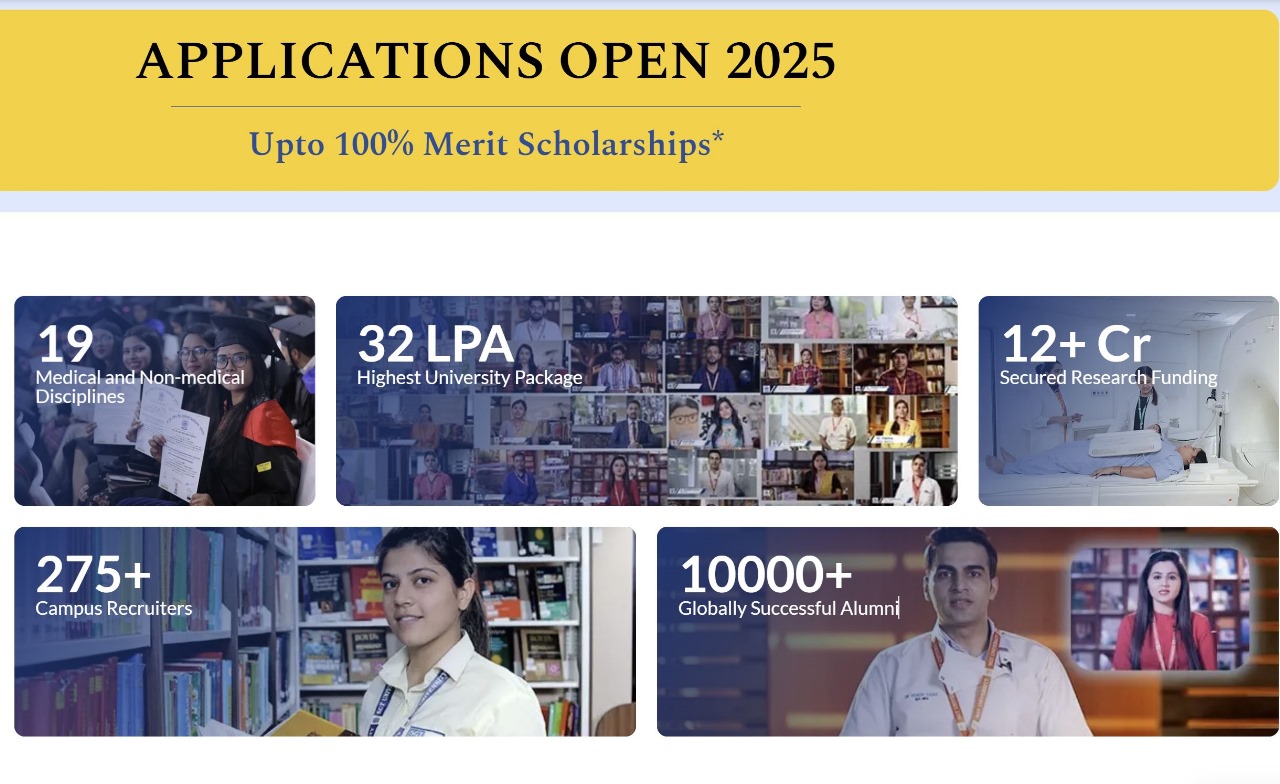 APPLICATIONS OPEN 2025
Upto 100% Merit Scholarships*
19
Medical and Non-medical
Disciplines
32 LPA
Highest University Package
12+ Cr
Secured Research Funding
275+
Campus Recruiters
10000+
Globally Successful Alumni